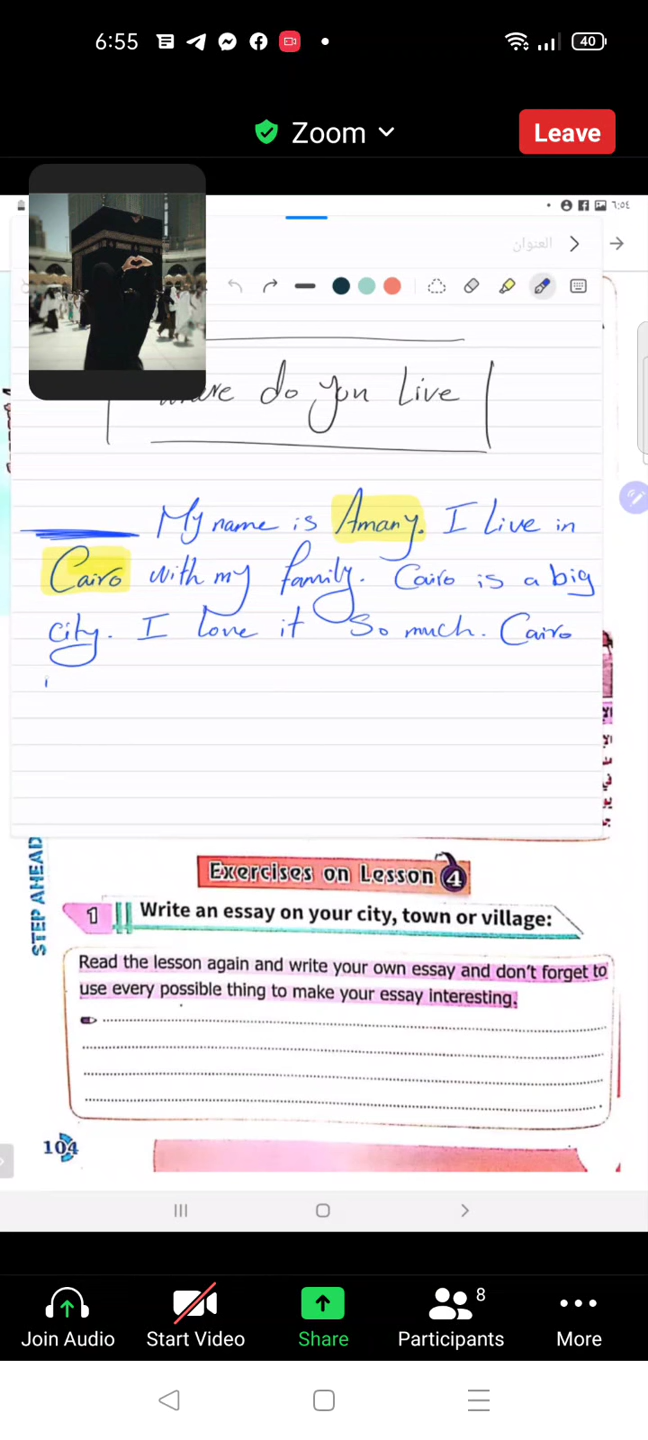 6:55
40
Zoom
Leave
٦:٥٤
العنوان
do you Live
My name is Amany. I Live in
Cairo with my family. Cairo is a big
city. I love it So much. Cairo
STEP AHEAD
Exercises on Lesson 4
1 Write an essay on your city, town or village:
Read the lesson again and write your own essay and don't forget to
use every possible thing to make your essay interesting.
104
8
Join Audio
Start Video
Share
Participants
More